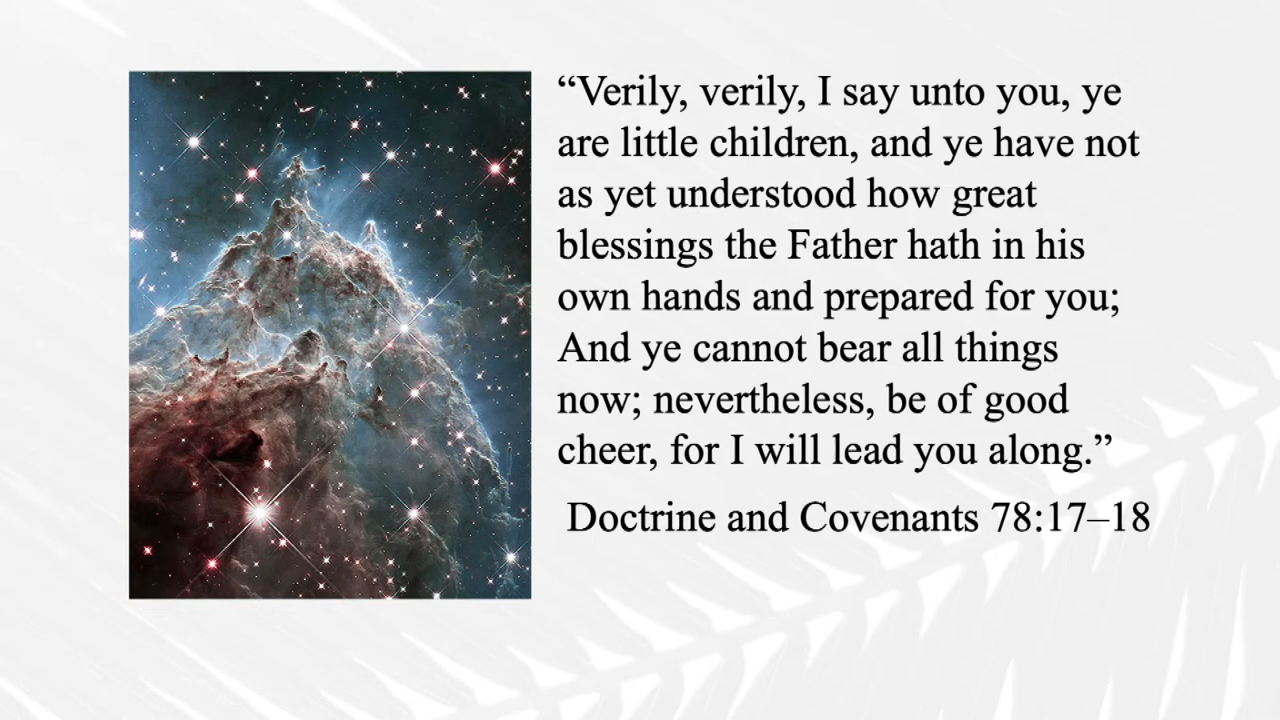 “Verily, verily, I say unto you, ye
are little children, and ye have not
as yet understood how great
blessings the Father hath in his
own hands and prepared for you;
And ye cannot bear all things
now; nevertheless, be of good
cheer, for I will lead you along.”
Doctrine and Covenants 78:17–18